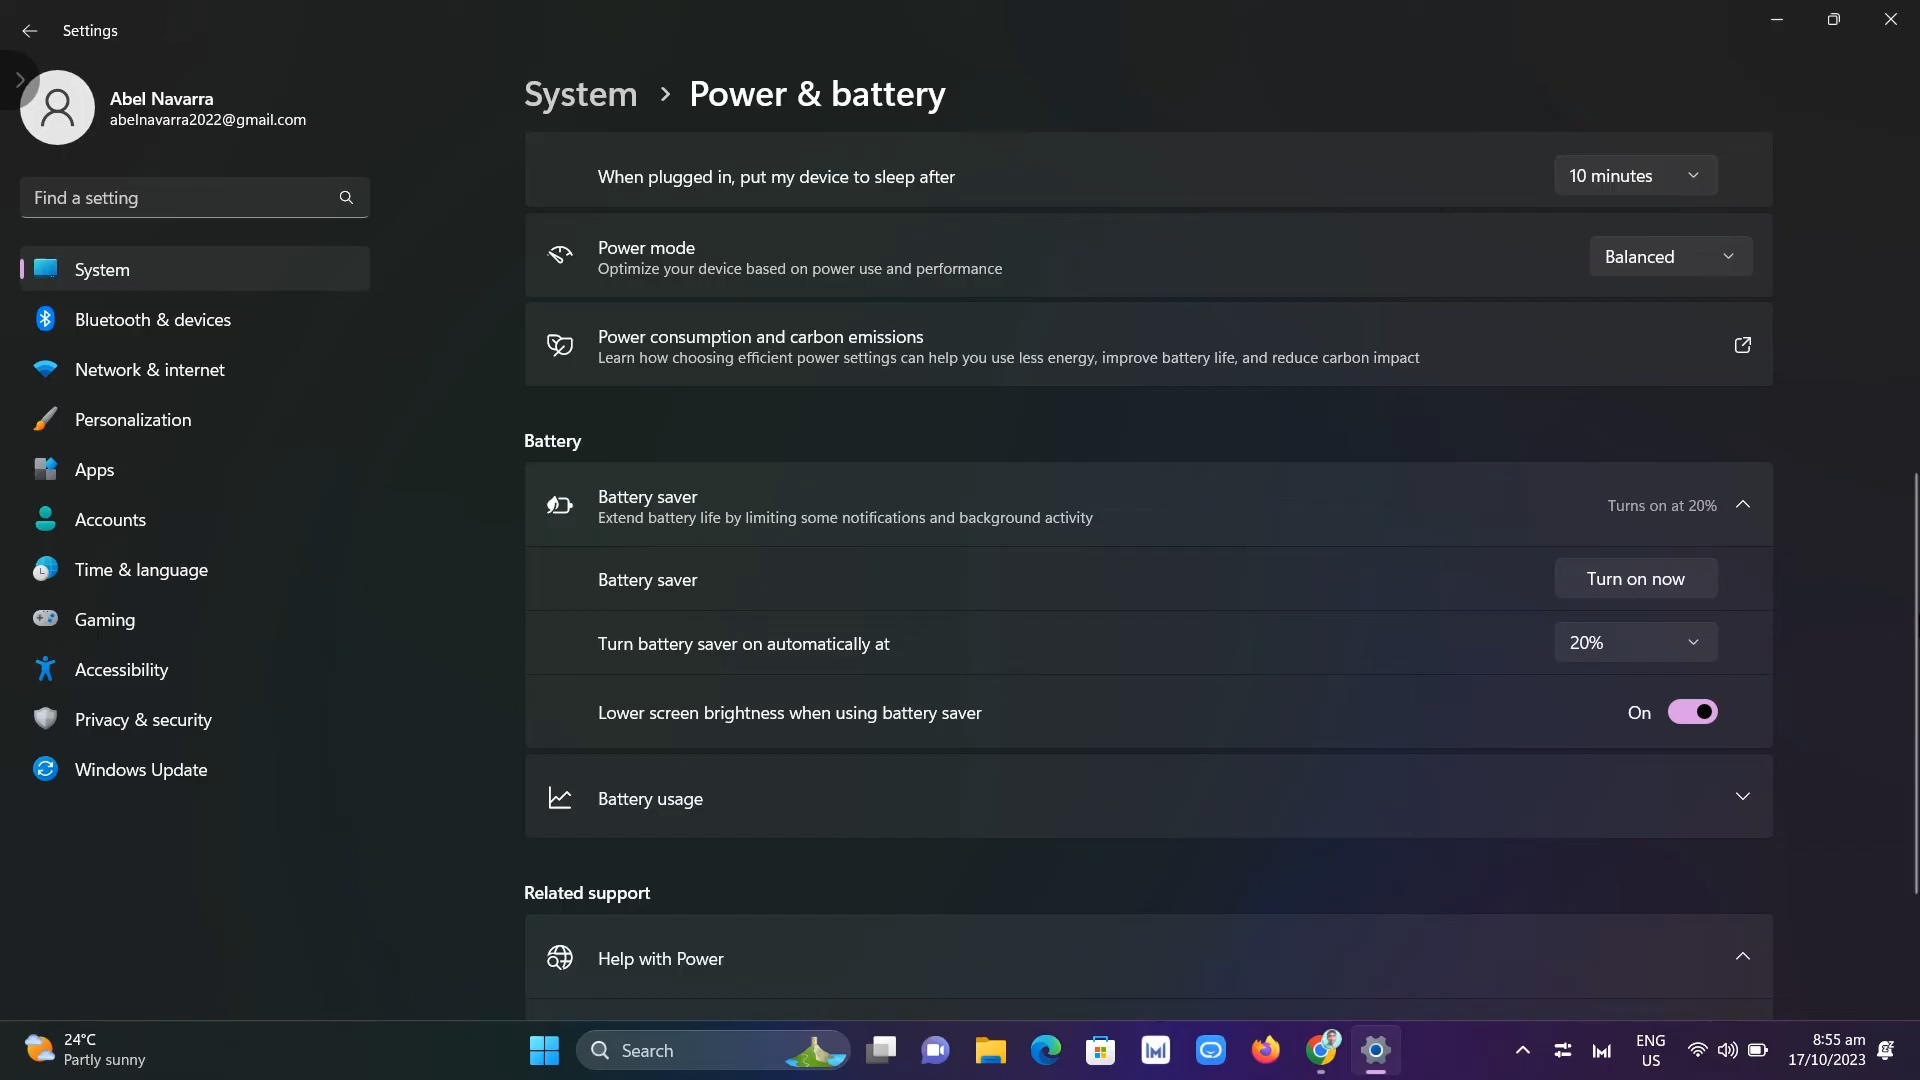 Settings
Abel Navarra
abelnavarra2022@gmail.com
Find a setting
System
Bluetooth & devices
Network & internet
Personalization
Apps
Accounts
Time & language
Gaming
Accessibility
Privacy & security
Windows Update
System > Power & battery
When plugged in, put my device to sleep after
10 minutes
Power mode
Optimize your device based on power use and performance
Balanced
Power consumption and carbon emissions
Learn how choosing efficient power settings can help you use less energy, improve battery life, and reduce carbon impact
Battery
Battery saver
Extend battery life by limiting some notifications and background activity
Turns on at 20%
Battery saver
Turn on now
Turn battery saver on automatically at
20%
Lower screen brightness when using battery saver
On
Battery usage
Related support
Help with Power
24°C
Partly sunny
Search
ENG
US
8:55 am
17/10/2023